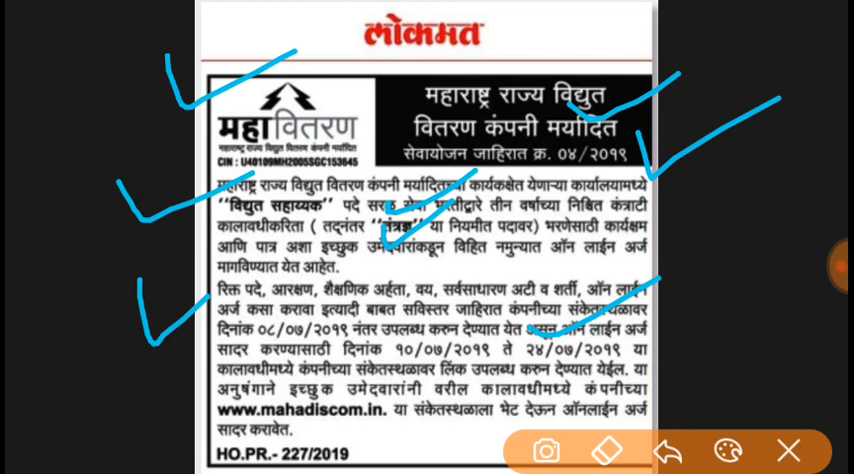 लोकमत
महावितरण
महाराष्ट्र राज्य विद्युत वितरण कंपनी मर्यादित
CIN : U40109MH2005SGC153645
महाराष्ट्र राज्य विद्युत
वितरण कंपनी मर्यादित
सेवायोजन जाहिरात क्र. ०४/२०१९
महाराष्ट्र राज्य विद्युत वितरण कंपनी मर्यादितच्या कार्यकक्षेत येणाऱ्या कार्यालयामध्ये
"विद्युत सहाय्यक" पदे सरळ सेवा भरतीद्वारे तीन वर्षाच्या निश्चित कंत्राटी
कालावधीकरिता ( तद्नंतर "तंत्रज्ञ" या नियमीत पदावर) भरणेसाठी कार्यक्षम
आणि पात्र अशा इच्छुक उमेदवारांकडून विहित नमुन्यात ऑन लाईन अर्ज
मागविण्यात येत आहेत.
रिक्त पदे, आरक्षण, शैक्षणिक अर्हता, वय, सर्वसाधारण अटी व शर्ती, ऑन लाईन
अर्ज कसा करावा इत्यादी बाबत सविस्तर जाहिरात कंपनीच्या संकेतस्थळावर
दिनांक ०८/०७/२०१९ नंतर उपलब्ध करुन देण्यात येत असून ऑन लाईन अर्ज
सादर करण्यासाठी दिनांक १०/०७/२०१९ ते २४/०७/२०१९ या
कालावधीमध्ये कंपनीच्या संकेतस्थळावर लिंक उपलब्ध करुन देण्यात येईल. या
अनुषंगाने इच्छुक उमेदवारांनी वरील कालावधीमध्ये कंपनीच्या
www.mahadiscom.in. या संकेतस्थळाला भेट देऊन ऑनलाईन अर्ज
सादर करावेत.
HO.PR.- 227/2019